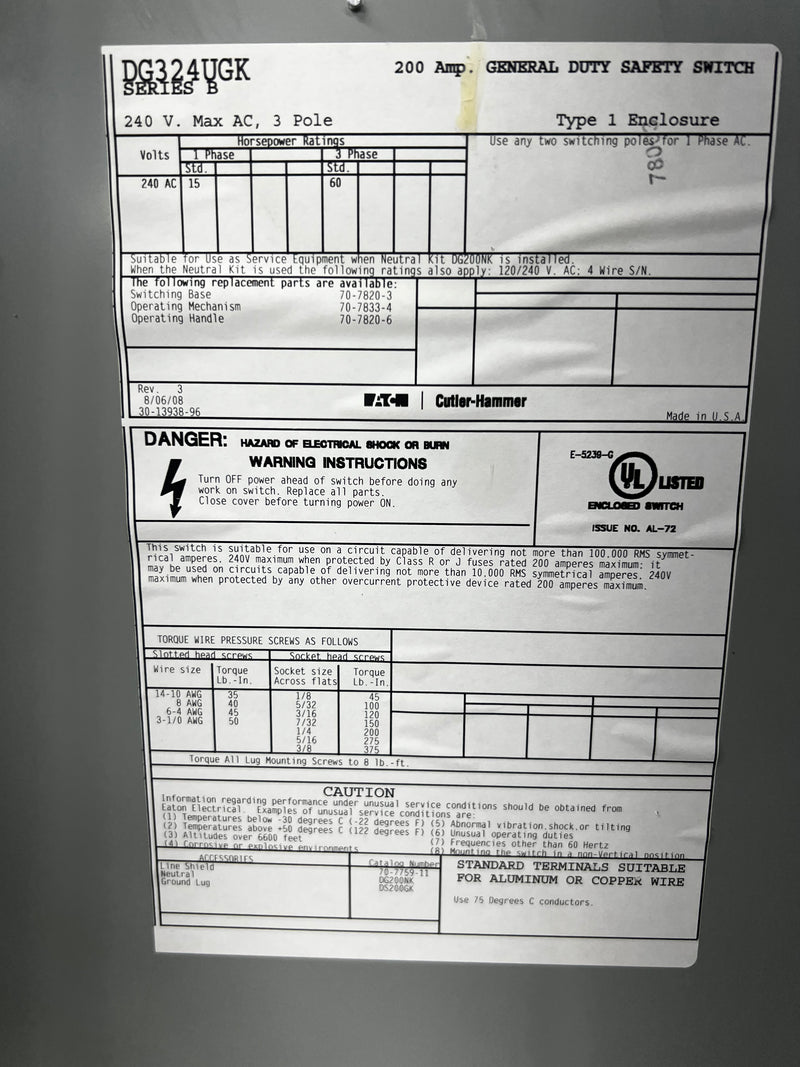 DG324UGK
SERIES B
200 Amp. GENERAL DUTY SAFETY SWITCH
240 V. Max AC, 3 Pole
Type 1 Enclosure
Horsepower Ratings
Use any two switching poles for 1 Phase AC.
Volts
1 Phase
3 Phase
Std.
Std.
240 AC
15
60
Suitable for Use as Service Equipment when Neutral Kit DG200NK is installed.
When the Neutral Kit is used the following ratings also apply: 120/240 V. AC: 4 Wire S/N.
The following replacement parts are available:
Switching Base 70-7820-3
Operating Mechanism 70-7833-4
Operating Handle 70-7820-6
Rev. 3
8/06/08
30-13938-96
EATON | Cutler-Hammer
Made in U.S.A
DANGER: HAZARD OF ELECTRICAL SHOCK OR BURN
WARNING INSTRUCTIONS
Turn OFF power ahead of switch before doing any
work on switch. Replace all parts.
Close cover before turning power ON.
E-5239-G
UL LISTED
ENCLOSED SWITCH
ISSUE NO. AL-72
This switch is suitable for use on a circuit capable of delivering not more than 100,000 RMS symmet-
rical amperes, 240V maximum when protected by Class R or J fuses rated 200 amperes maximum; it
may be used on circuits capable of delivering not more than 10,000 RMS symmetrical amperes, 240V
maximum when protected by any other overcurrent protective device rated 200 amperes maximum.
TORQUE WIRE PRESSURE SCREWS AS FOLLOWS
Slotted head screws Socket head screws
Wire size Torque Socket size Torque
Lb.-In. Across flats Lb.-In.
14-10 AWG 35 1/8 45
8 AWG 40 5/32 100
6-4 AWG 45 3/16 120
3-1/0 AWG 50 7/32 150
1/4 200
5/16 275
3/8 375
Torque All Lug Mounting Screws to 8 lb.-ft.
CAUTION
Information regarding performance under unusual service conditions should be obtained from
Eaton Electrical. Examples of unusual service conditions are:
(1) Temperatures below -30 degrees C (-22 degrees F) (5) Abnormal vibration,shock,or tilting
(2) Temperatures above +50 degrees C (122 degrees F) (6) Unusual operating duties
(3) Altitudes over 6600 feet (7) Frequencies other than 60 Hertz
(4) Corrosive or explosive environments (8) Mounting the switch in a non-Vertical position
ACCESSORIES Catalog Number
Line Shield 70-7759-11
Neutral DG200NK
Ground Lug DS200GK
STANDARD TERMINALS SUITABLE
FOR ALUMINUM OR COPPER WIRE
Use 75 Degrees C conductors.